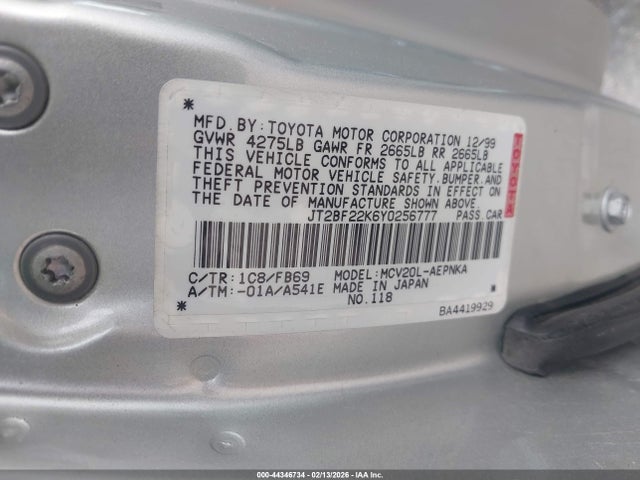 MFD. BY: TOYOTA MOTOR CORPORATION 12/99
GVWR 4275LB GAWR FR 2665LB RR 2665LB
THIS VEHICLE CONFORMS TO ALL APPLICABLE
FEDERAL MOTOR VEHICLE SAFETY, BUMPER, AND
THEFT PREVENTION STANDARDS IN EFFECT ON
THE DATE OF MANUFACTURE SHOWN ABOVE.
JT2BF22K6Y0256777 PASS. CAR
C/TR: 1C8/FB69 MODEL: MCV20L-AEPNKA
A/TM: -01A/A541E MADE IN JAPAN
NO. 118
BA4419929
TOYOTA
000-44346734 - 02/13/2026 - IAA Inc.